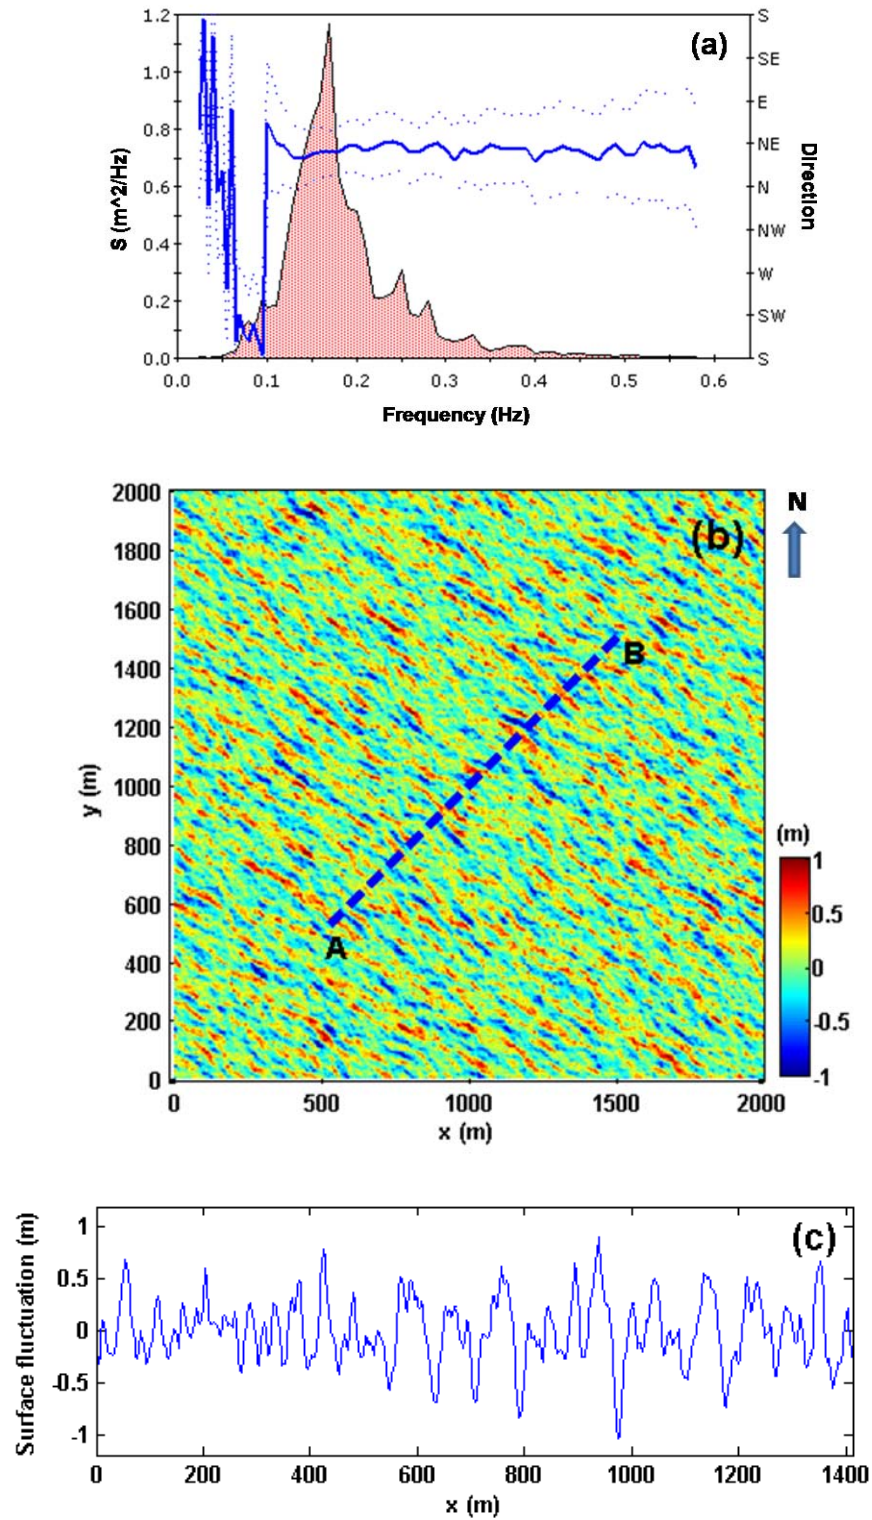 1.2 S
(a)
1.0 SE
E
0.8 NE
0.6 N
S (m^2/Hz) Direction
0.4 NW
W
0.2 SW
0.0 S
0.0 0.1 0.2 0.3 0.4 0.5 0.6
Frequency (Hz)
2000 N
(b)
1800
1600
B
1400
1200
1000
y (m)
800 (m)
1
600 0.5
A
400 0
200 -0.5
0 -1
0 500 1000 1500 2000
x (m)
1 (c)
0.5
0
-0.5
-1
Surface fluctuation (m)
0 200 400 600 800 1000 1200 1400
x (m)